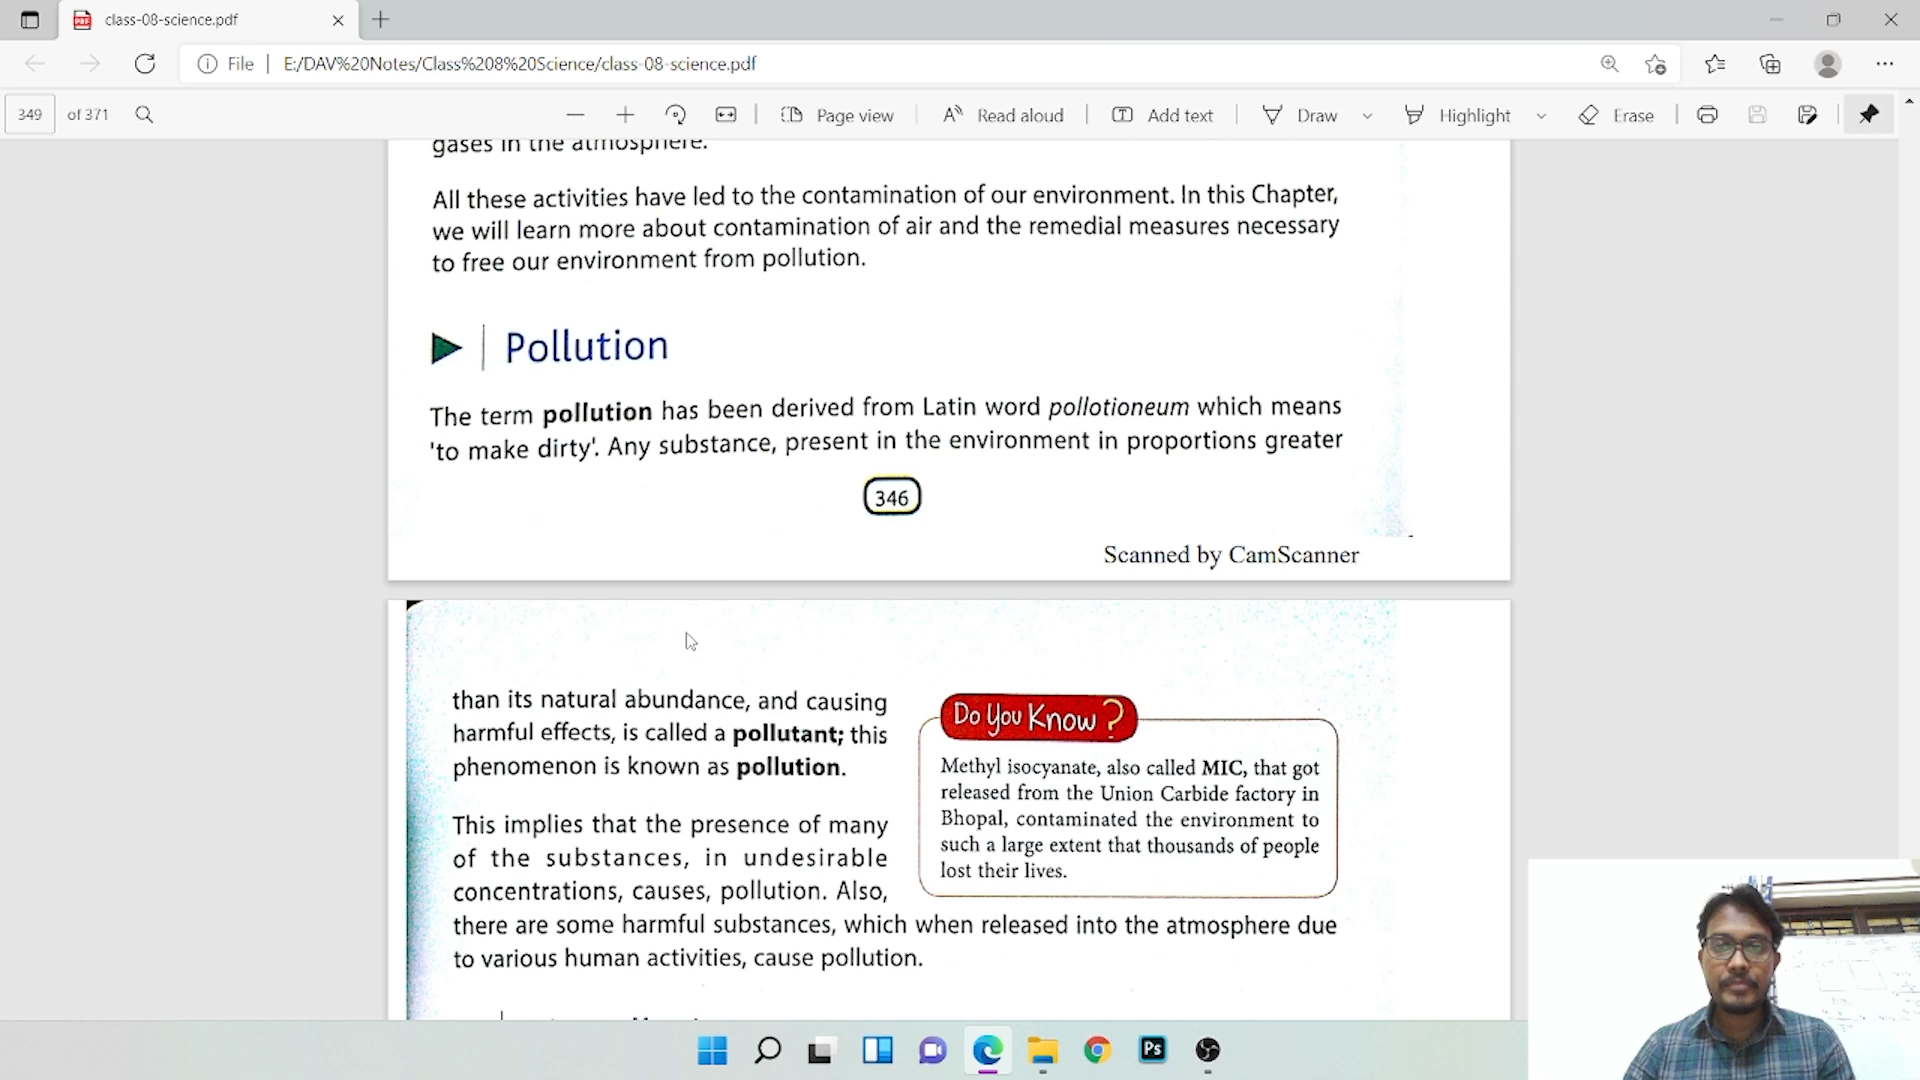 class-08-science.pdf
File | E:/DAV%20Notes/Class%208%20Science/class-08-science.pdf
349 of 371 Page view Read aloud Add text Draw Highlight Erase
gases in the atmosphere.
All these activities have led to the contamination of our environment. In this Chapter,
we will learn more about contamination of air and the remedial measures necessary
to free our environment from pollution.
Pollution
The term pollution has been derived from Latin word pollotioneum which means
'to make dirty'. Any substance, present in the environment in proportions greater
346
Scanned by CamScanner
than its natural abundance, and causing
harmful effects, is called a pollutant; this
phenomenon is known as pollution.
This implies that the presence of many
of the substances, in undesirable
concentrations, causes, pollution. Also,
there are some harmful substances, which when released into the atmosphere due
to various human activities, cause pollution.
Do You Know ?
Methyl isocyanate, also called MIC, that got
released from the Union Carbide factory in
Bhopal, contaminated the environment to
such a large extent that thousands of people
lost their lives.
Ps